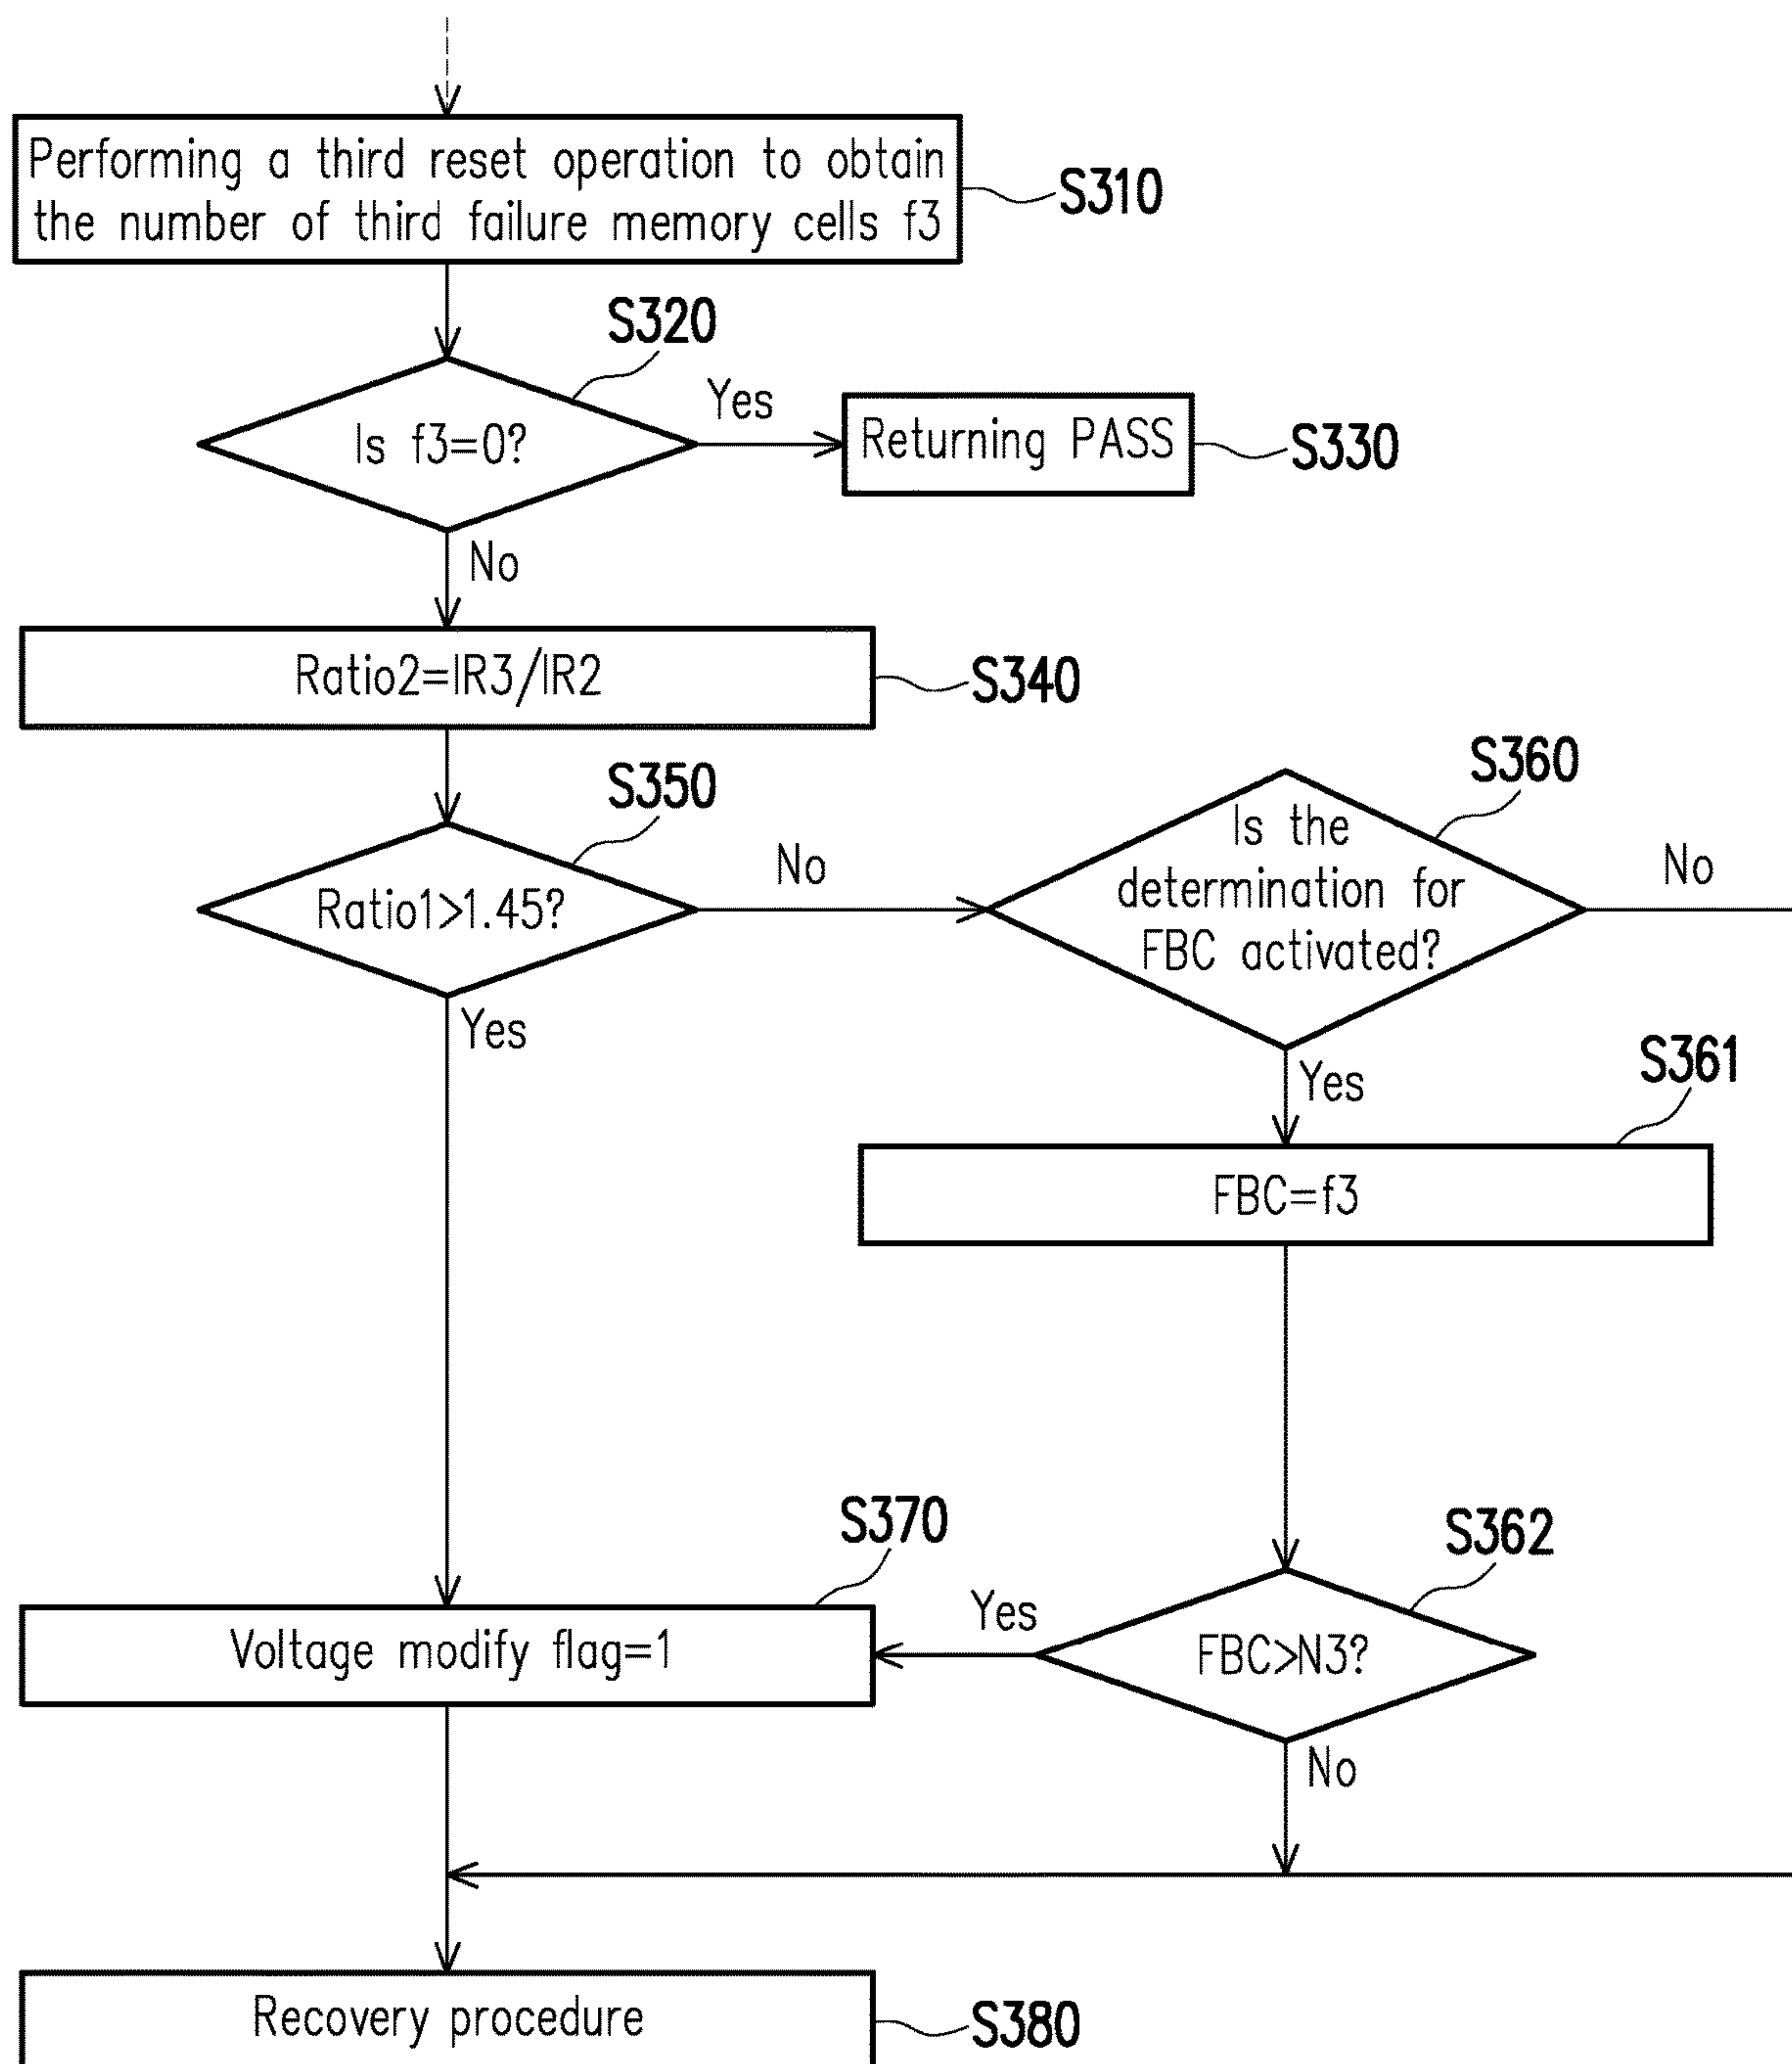 Performing a third reset operation to obtain
the number of third failure memory cells f3
S310
S320
Is f3=0?
Yes
Returning PASS
S330
No
Ratio2=IR3/IR2
S340
S350
Ratio1>1.45?
No
S360
Is the
determination for
FBC activated?
No
Yes
Yes
S361
FBC=f3
S370
S362
Voltage modify flag=1
Yes
FBC>N3?
No
Recovery procedure
S380